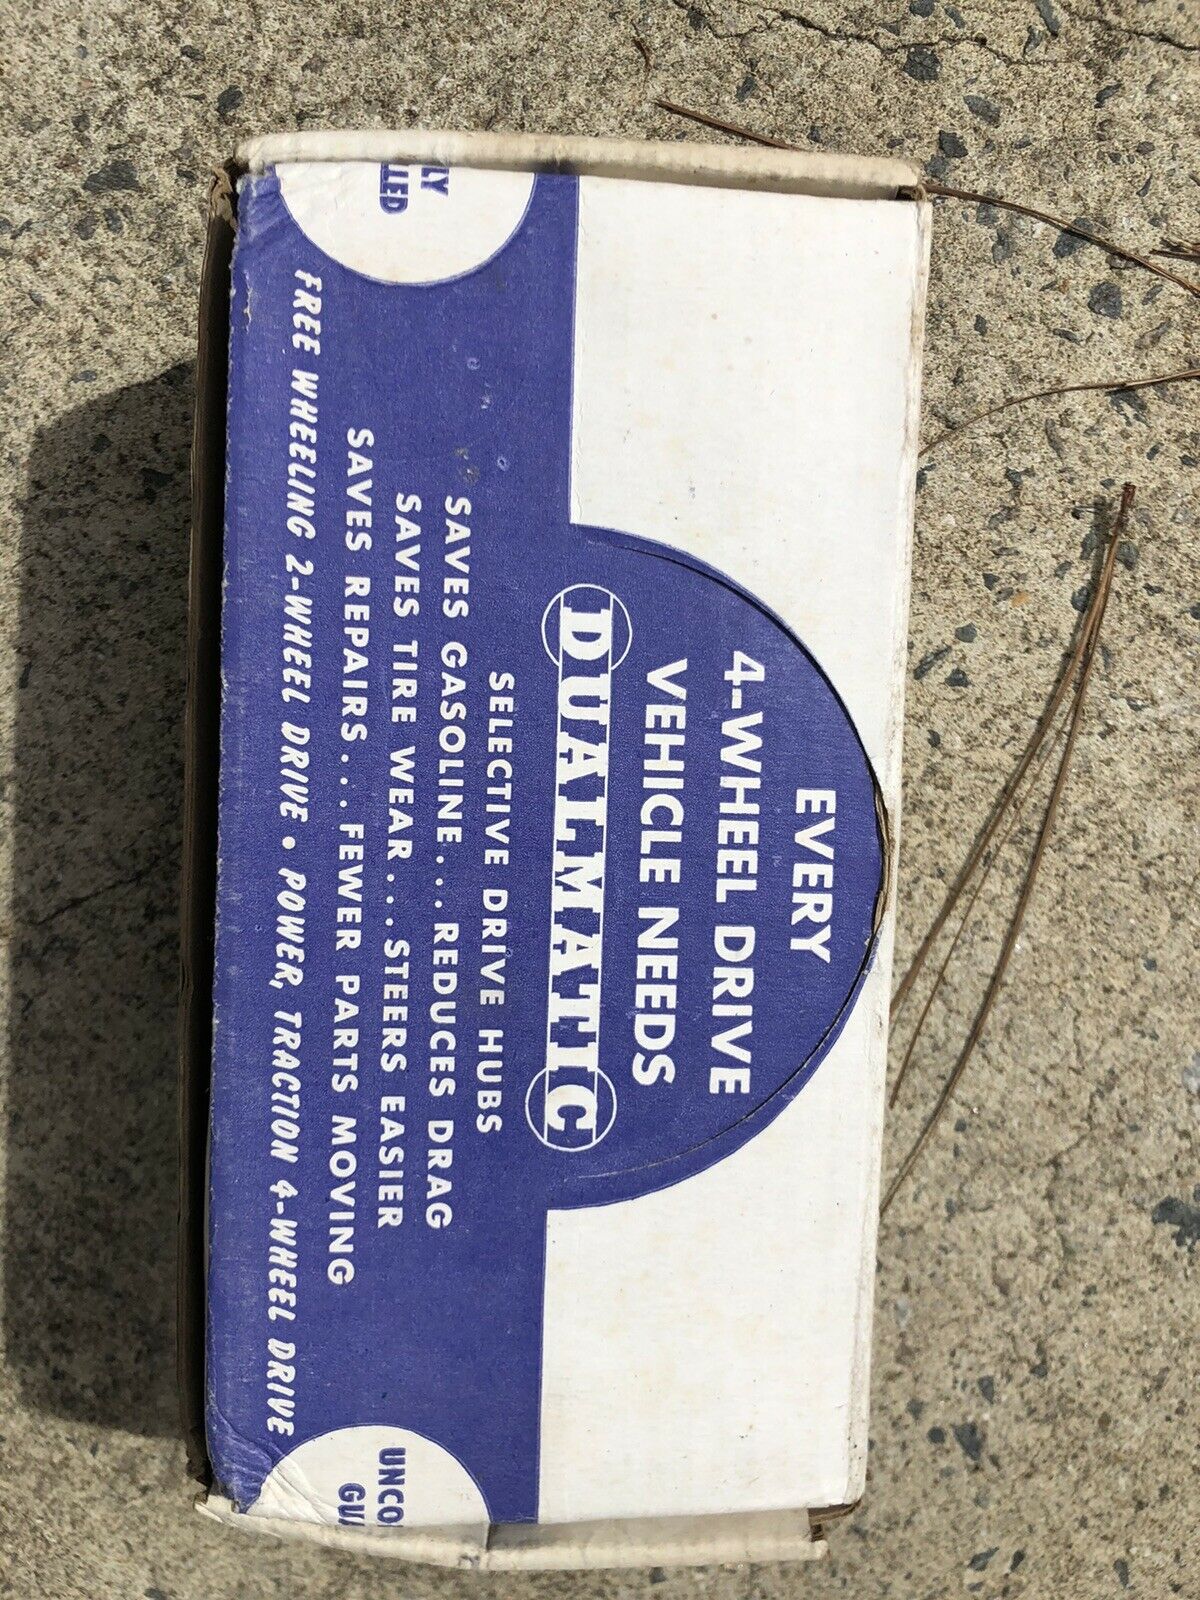 EVERY
4-WHEEL DRIVE
VEHICLE NEEDS
DUALMATIC
SELECTIVE DRIVE HUBS
SAVES GASOLINE...REDUCES DRAG
SAVES TIRE WEAR...STEERS EASIER
SAVES REPAIRS...FEWER PARTS MOVING
FREE WHEELING 2-WHEEL DRIVE • POWER, TRACTION 4-WHEEL DRIVE